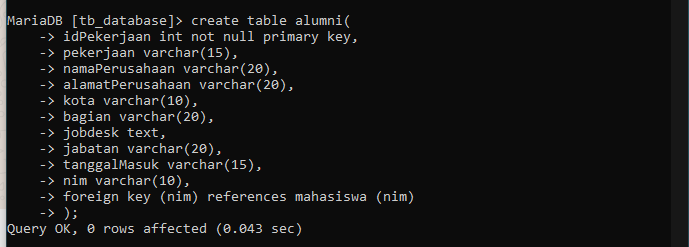 MariaDB [tb_database]> create table alumni(
    -> idPekerjaan int not null primary key,
    -> pekerjaan varchar(15),
    -> namaPerusahaan varchar(20),
    -> alamatPerusahaan varchar(20),
    -> kota varchar(10),
    -> bagian varchar(20),
    -> jobdesk text,
    -> jabatan varchar(20),
    -> tanggalMasuk varchar(15),
    -> nim varchar(10),
    -> foreign key (nim) references mahasiswa (nim)
    -> );
Query OK, 0 rows affected (0.043 sec)